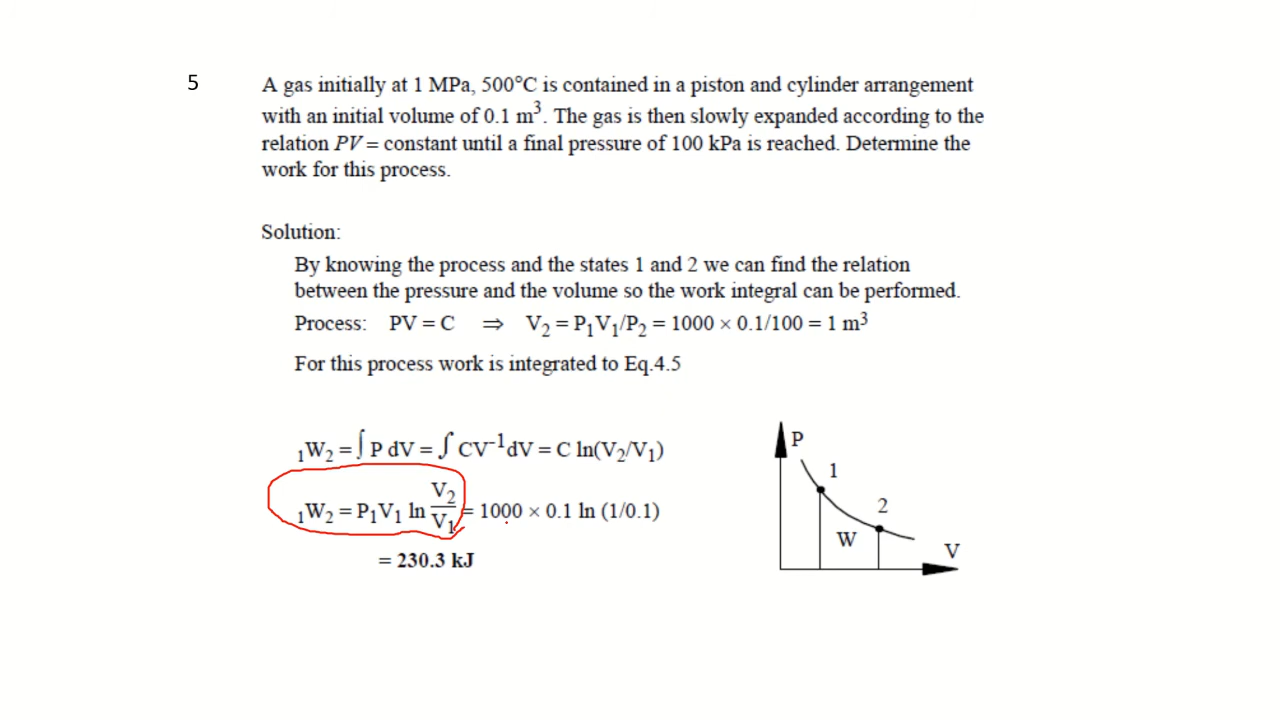 5
A gas initially at 1 MPa, 500°C is contained in a piston and cylinder arrangement
with an initial volume of 0.1 m³. The gas is then slowly expanded according to the
relation PV = constant until a final pressure of 100 kPa is reached. Determine the
work for this process.
Solution:
By knowing the process and the states 1 and 2 we can find the relation
between the pressure and the volume so the work integral can be performed.
Process: PV = C ⇒ V₂ = P₁V₁/P₂ = 1000 × 0.1/100 = 1 m³
For this process work is integrated to Eq.4.5
₁W₂ = ∫ P dV = ∫ CV⁻¹dV = C ln(V₂/V₁)
₁W₂ = P₁V₁ ln V₂/V₁ = 1000 × 0.1 ln (1/0.1)
= 230.3 kJ
P
1
2
W
V